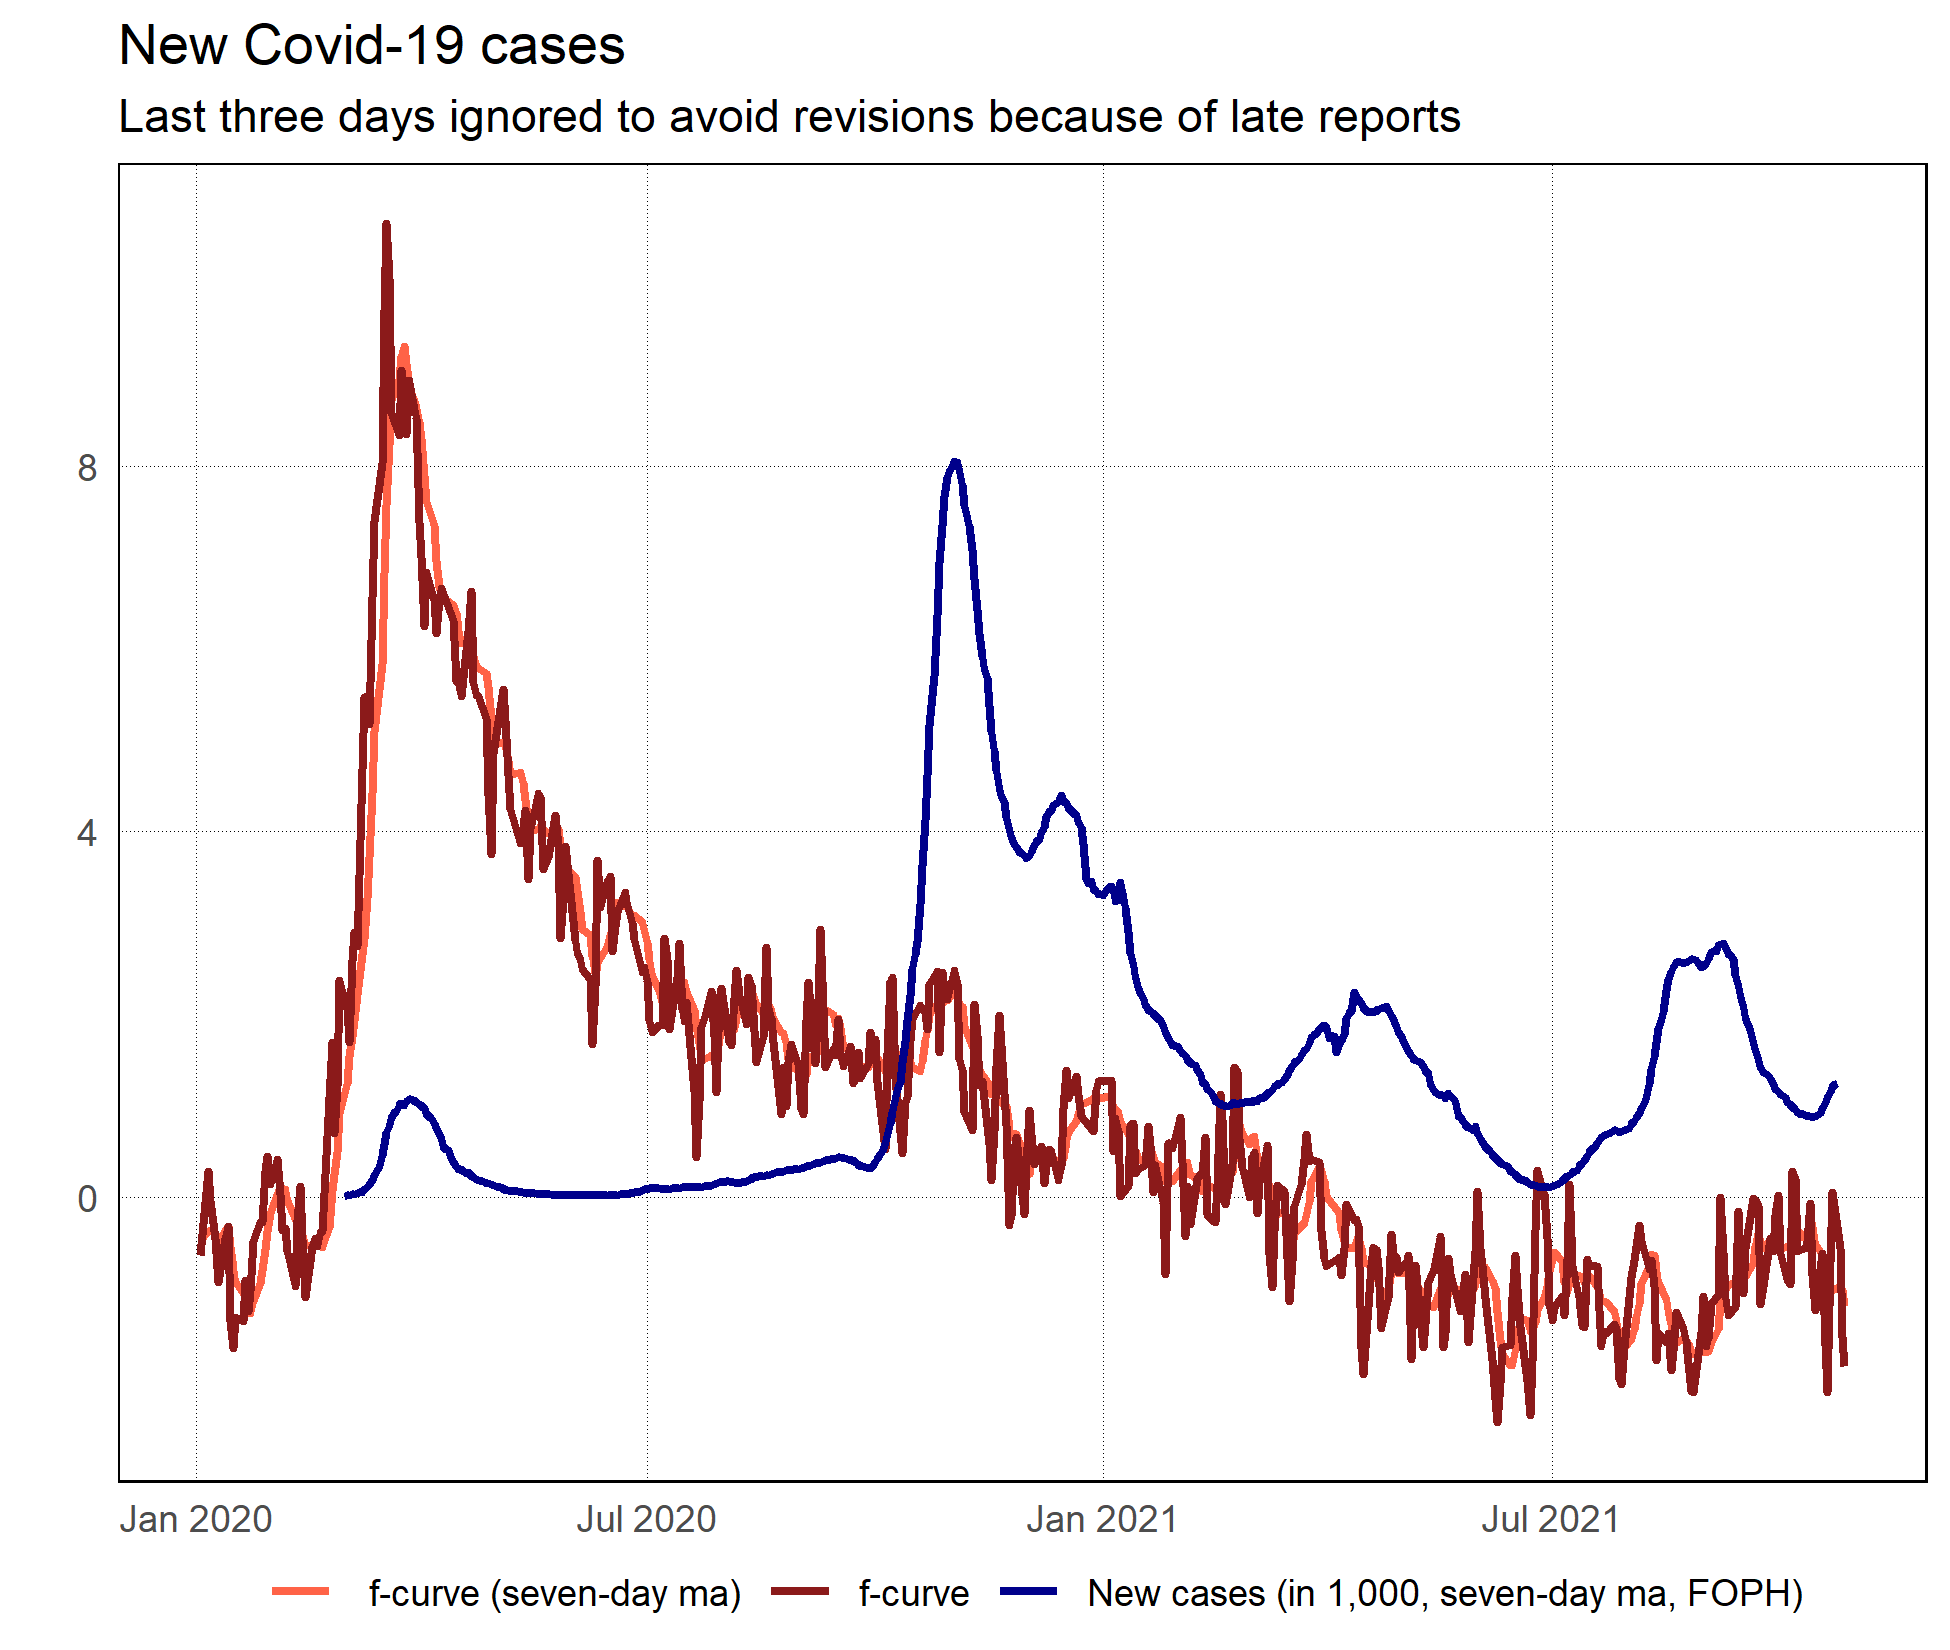 New Covid-19 cases
Last three days ignored to avoid revisions because of late reports
8
4
0
Jan 2020 Jul 2020 Jan 2021 Jul 2021
f-curve (seven-day ma) f-curve New cases (in 1,000, seven-day ma, FOPH)